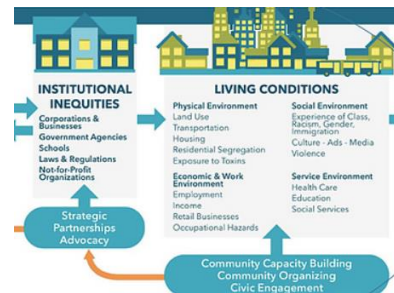 INSTITUTIONAL
INEQUITIES
Corporations &
Businesses
Government Agencies
Schools
Laws & Regulations
Not-for-Profit
Organizations
Strategic
Partnerships
Advocacy
LIVING CONDITIONS
Physical Environment
Land Use
Transportation
Housing
Residential Segregation
Exposure to Toxins
Economic & Work
Environment
Employment
Income
Retail Businesses
Occupational Hazards
Social Environment
Experience of Class,
Racism, Gender,
Immigration
Culture - Ads - Media
Violence
Service Environment
Health Care
Education
Social Services
Community Capacity Building
Community Organizing
Civic Engagement